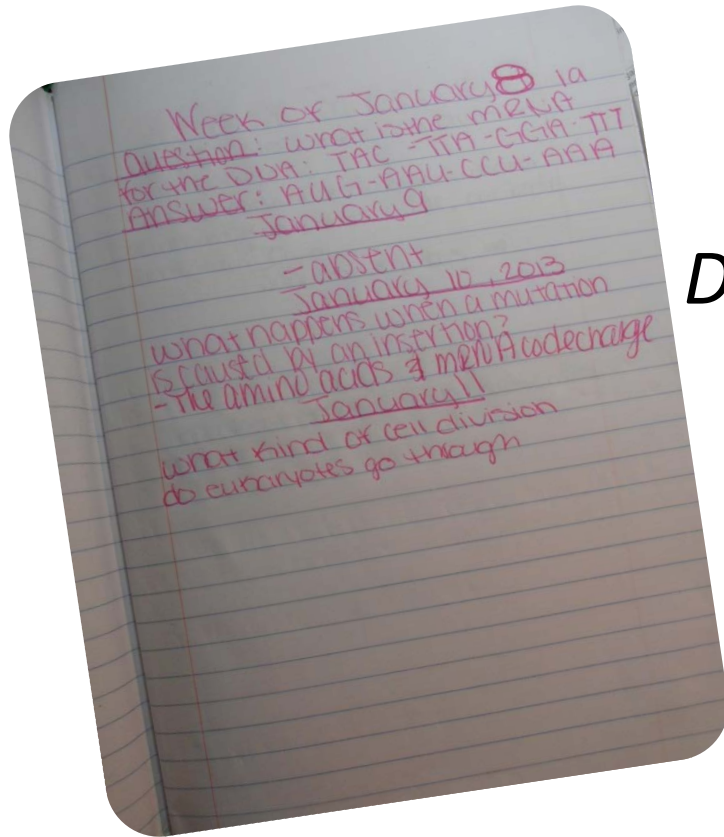 Week of January 8 1a
Question: what is the mRNA
for the DNA: TAC-TTA-GGA-TTT
Answer: AUG-AAU-CCU-AAA
January 9
- absent
January 10, 2013
what happens when a mutation
is caused by an insertion?
- The amino acids & mRNA code change
January 11
what kind of cell division
do eukaryotes go through
D